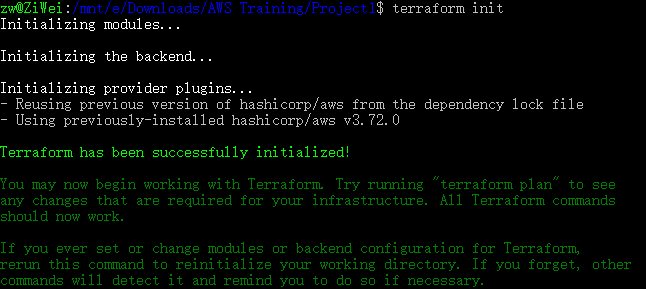 zw@ZiWei:/mnt/e/Downloads/AWS Training/Project1$ terraform init
Initializing modules...
Initializing the backend...
Initializing provider plugins...
- Reusing previous version of hashicorp/aws from the dependency lock file
- Using previously-installed hashicorp/aws v3.72.0
Terraform has been successfully initialized!
You may now begin working with Terraform. Try running "terraform plan" to see
any changes that are required for your infrastructure. All Terraform commands
should now work.
If you ever set or change modules or backend configuration for Terraform,
rerun this command to reinitialize your working directory. If you forget, other
commands will detect it and remind you to do so if necessary.